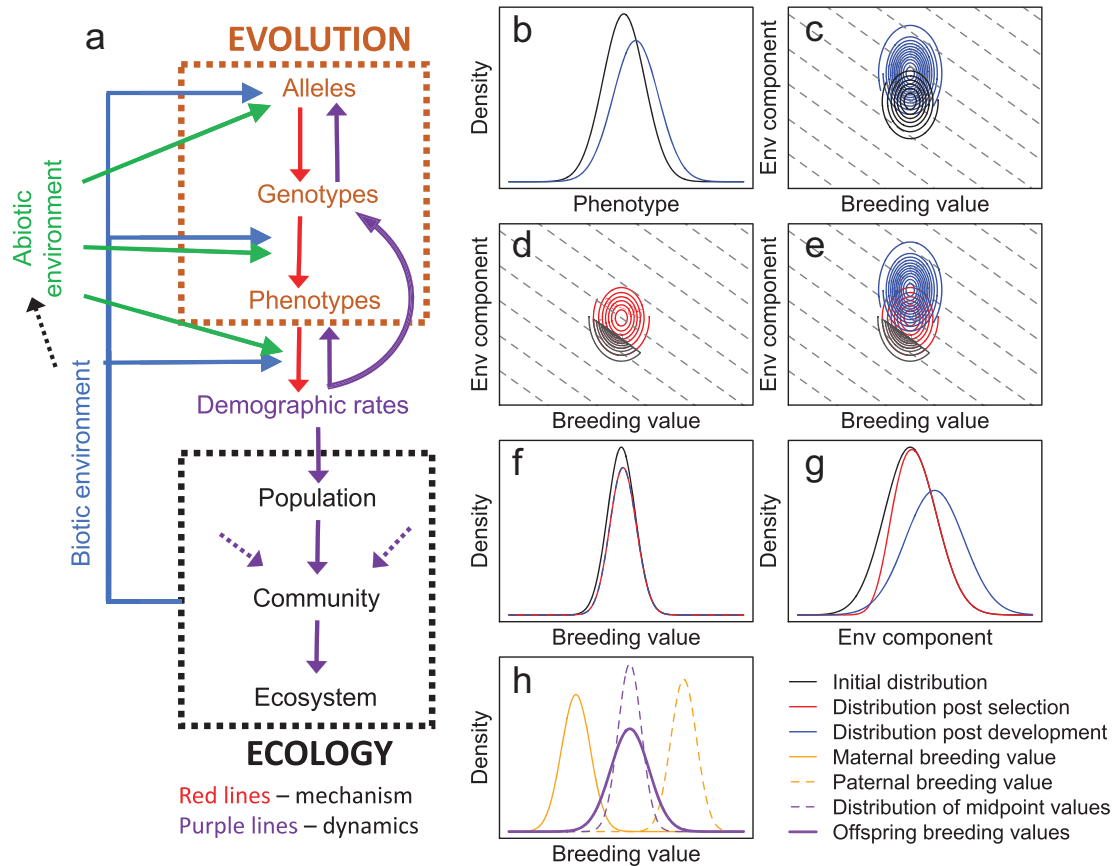 a
EVOLUTION
Alleles
Genotypes
Phenotypes
Abiotic
environment
Biotic environment
Demographic rates
Population
Community
Ecosystem
ECOLOGY
Red lines – mechanism
Purple lines – dynamics
b
Density
Phenotype
c
Env component
Breeding value
d
Env component
Breeding value
e
Env component
Breeding value
f
Density
Breeding value
g
Density
Env component
h
Density
Breeding value
Initial distribution
Distribution post selection
Distribution post development
Maternal breeding value
Paternal breeding value
Distribution of midpoint values
Offspring breeding values